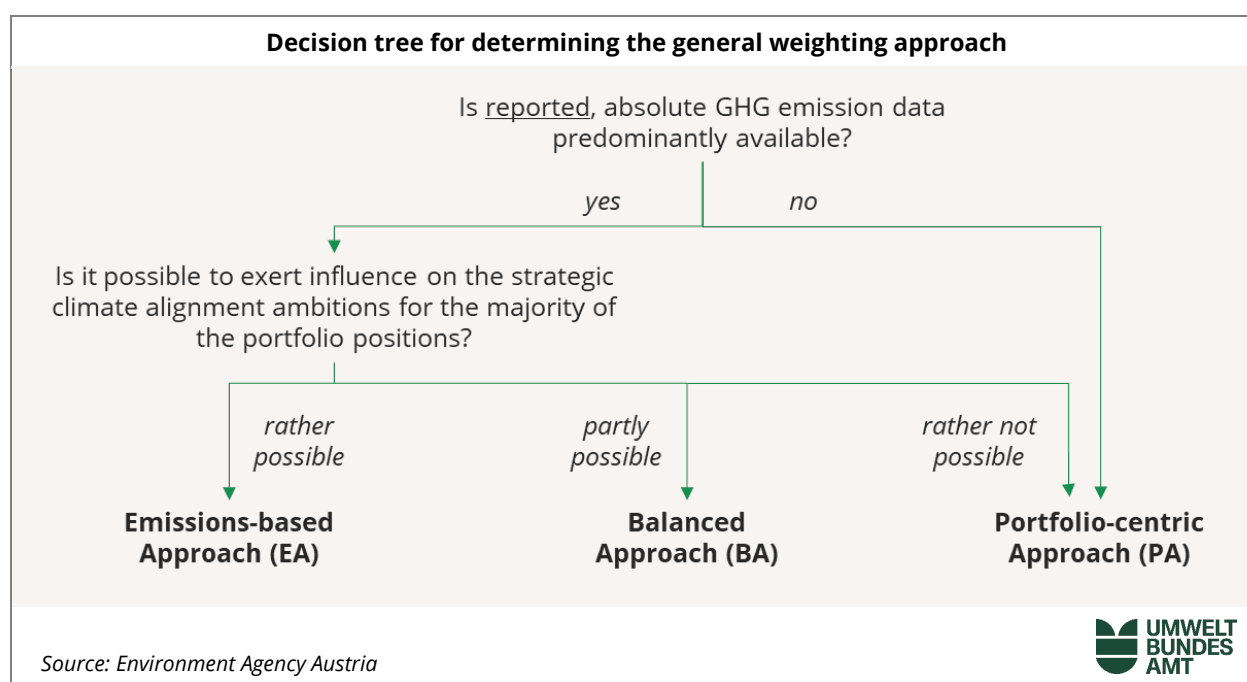 Decision tree for determining the general weighting approach
Is reported, absolute GHG emission data
predominantly available?
yes
no
Is it possible to exert influence on the strategic
climate alignment ambitions for the majority of
the portfolio positions?
rather
possible
partly
possible
rather not
possible
Emissions-based
Approach (EA)
Balanced
Approach (BA)
Portfolio-centric
Approach (PA)
Source: Environment Agency Austria
UMWELT
BUNDES
AMT